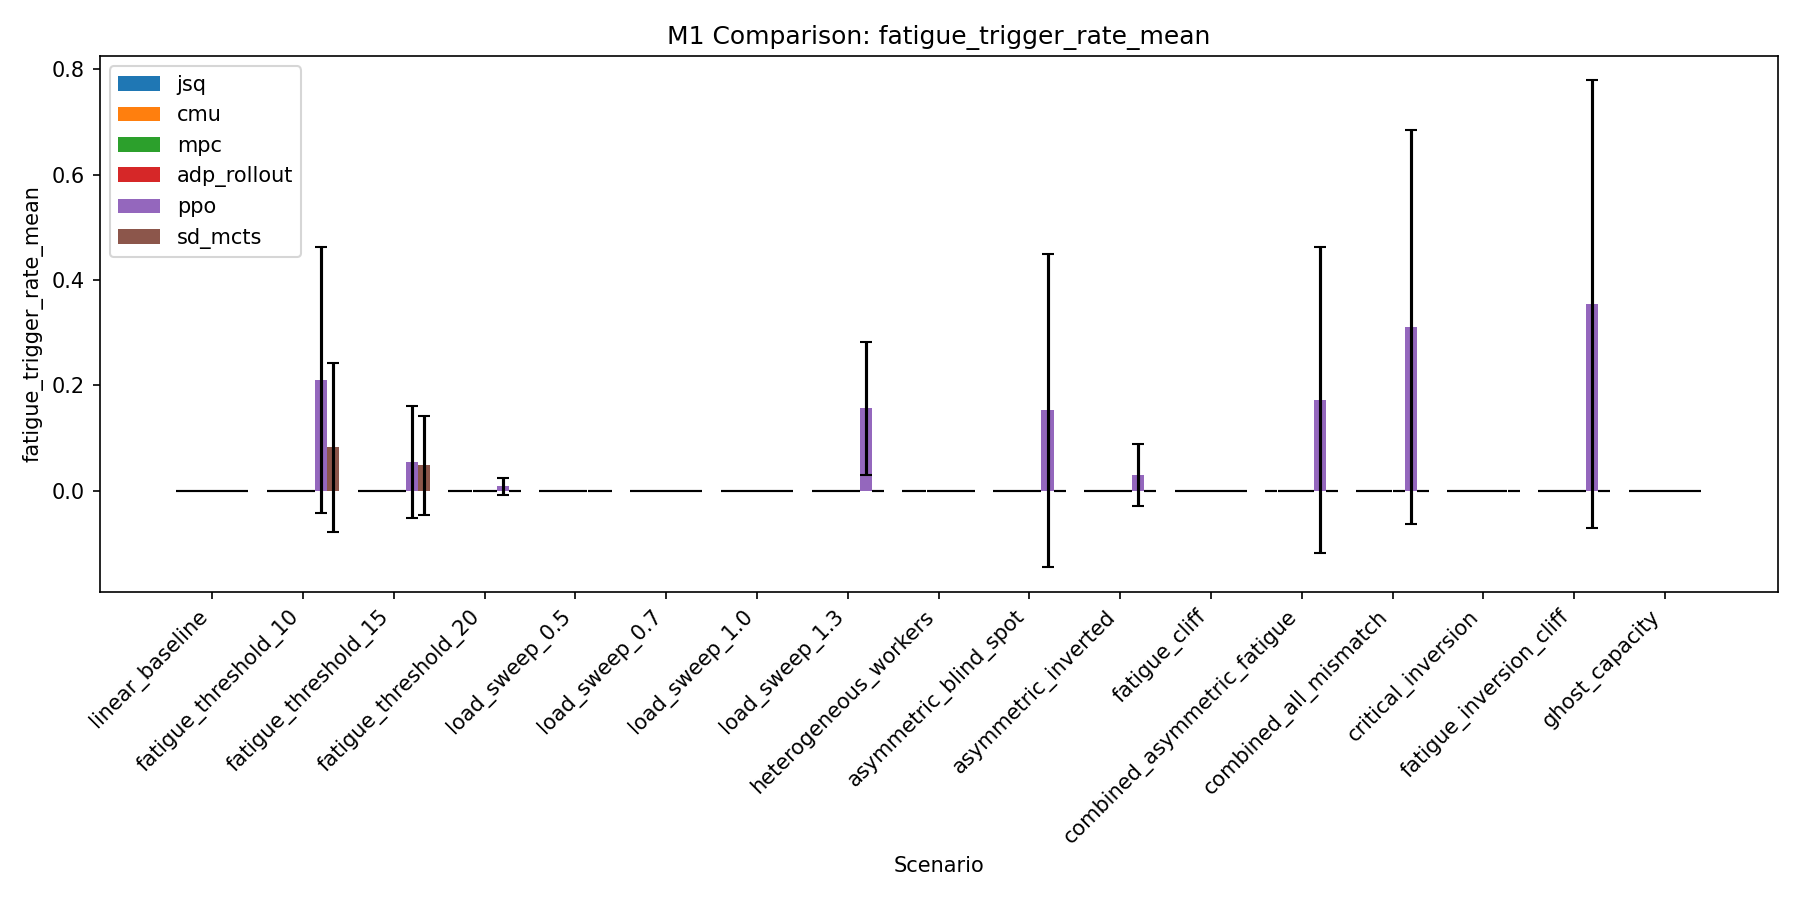 M1 Comparison: fatigue_trigger_rate_mean
fatigue_trigger_rate_mean
0.8
0.6
0.4
0.2
0.0
jsq
cmu
mpc
adp_rollout
ppo
sd_mcts
linear_baseline
fatigue_threshold_10
fatigue_threshold_15
fatigue_threshold_20
load_sweep_0.5
load_sweep_0.7
load_sweep_1.0
load_sweep_1.3
heterogeneous_workers
asymmetric_blind_spot
asymmetric_inverted
fatigue_cliff
combined_asymmetric_fatigue
combined_all_mismatch
critical_inversion
fatigue_inversion_cliff
ghost_capacity
Scenario